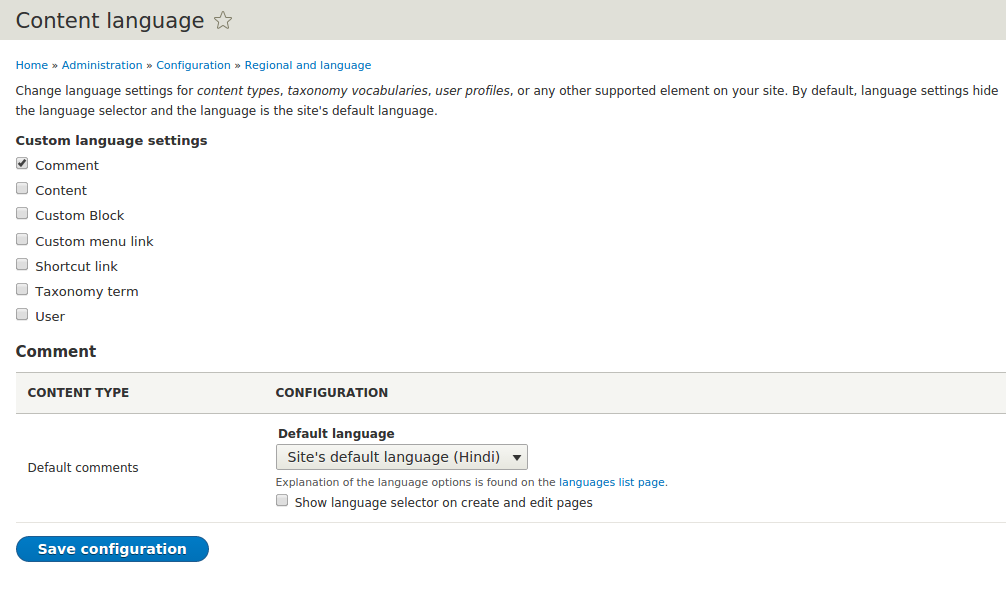 Content language
Home » Administration » Configuration » Regional and language
Change language settings for content types, taxonomy vocabularies, user profiles, or any other supported element on your site. By default, language settings hide
the language selector and the language is the site's default language.
Custom language settings
Comment
Content
Custom Block
Custom menu link
Shortcut link
Taxonomy term
User
Comment
CONTENT TYPE CONFIGURATION
Default language
Site's default language (Hindi)
Default comments
Explanation of the language options is found on the languages list page.
Show language selector on create and edit pages
Save configuration